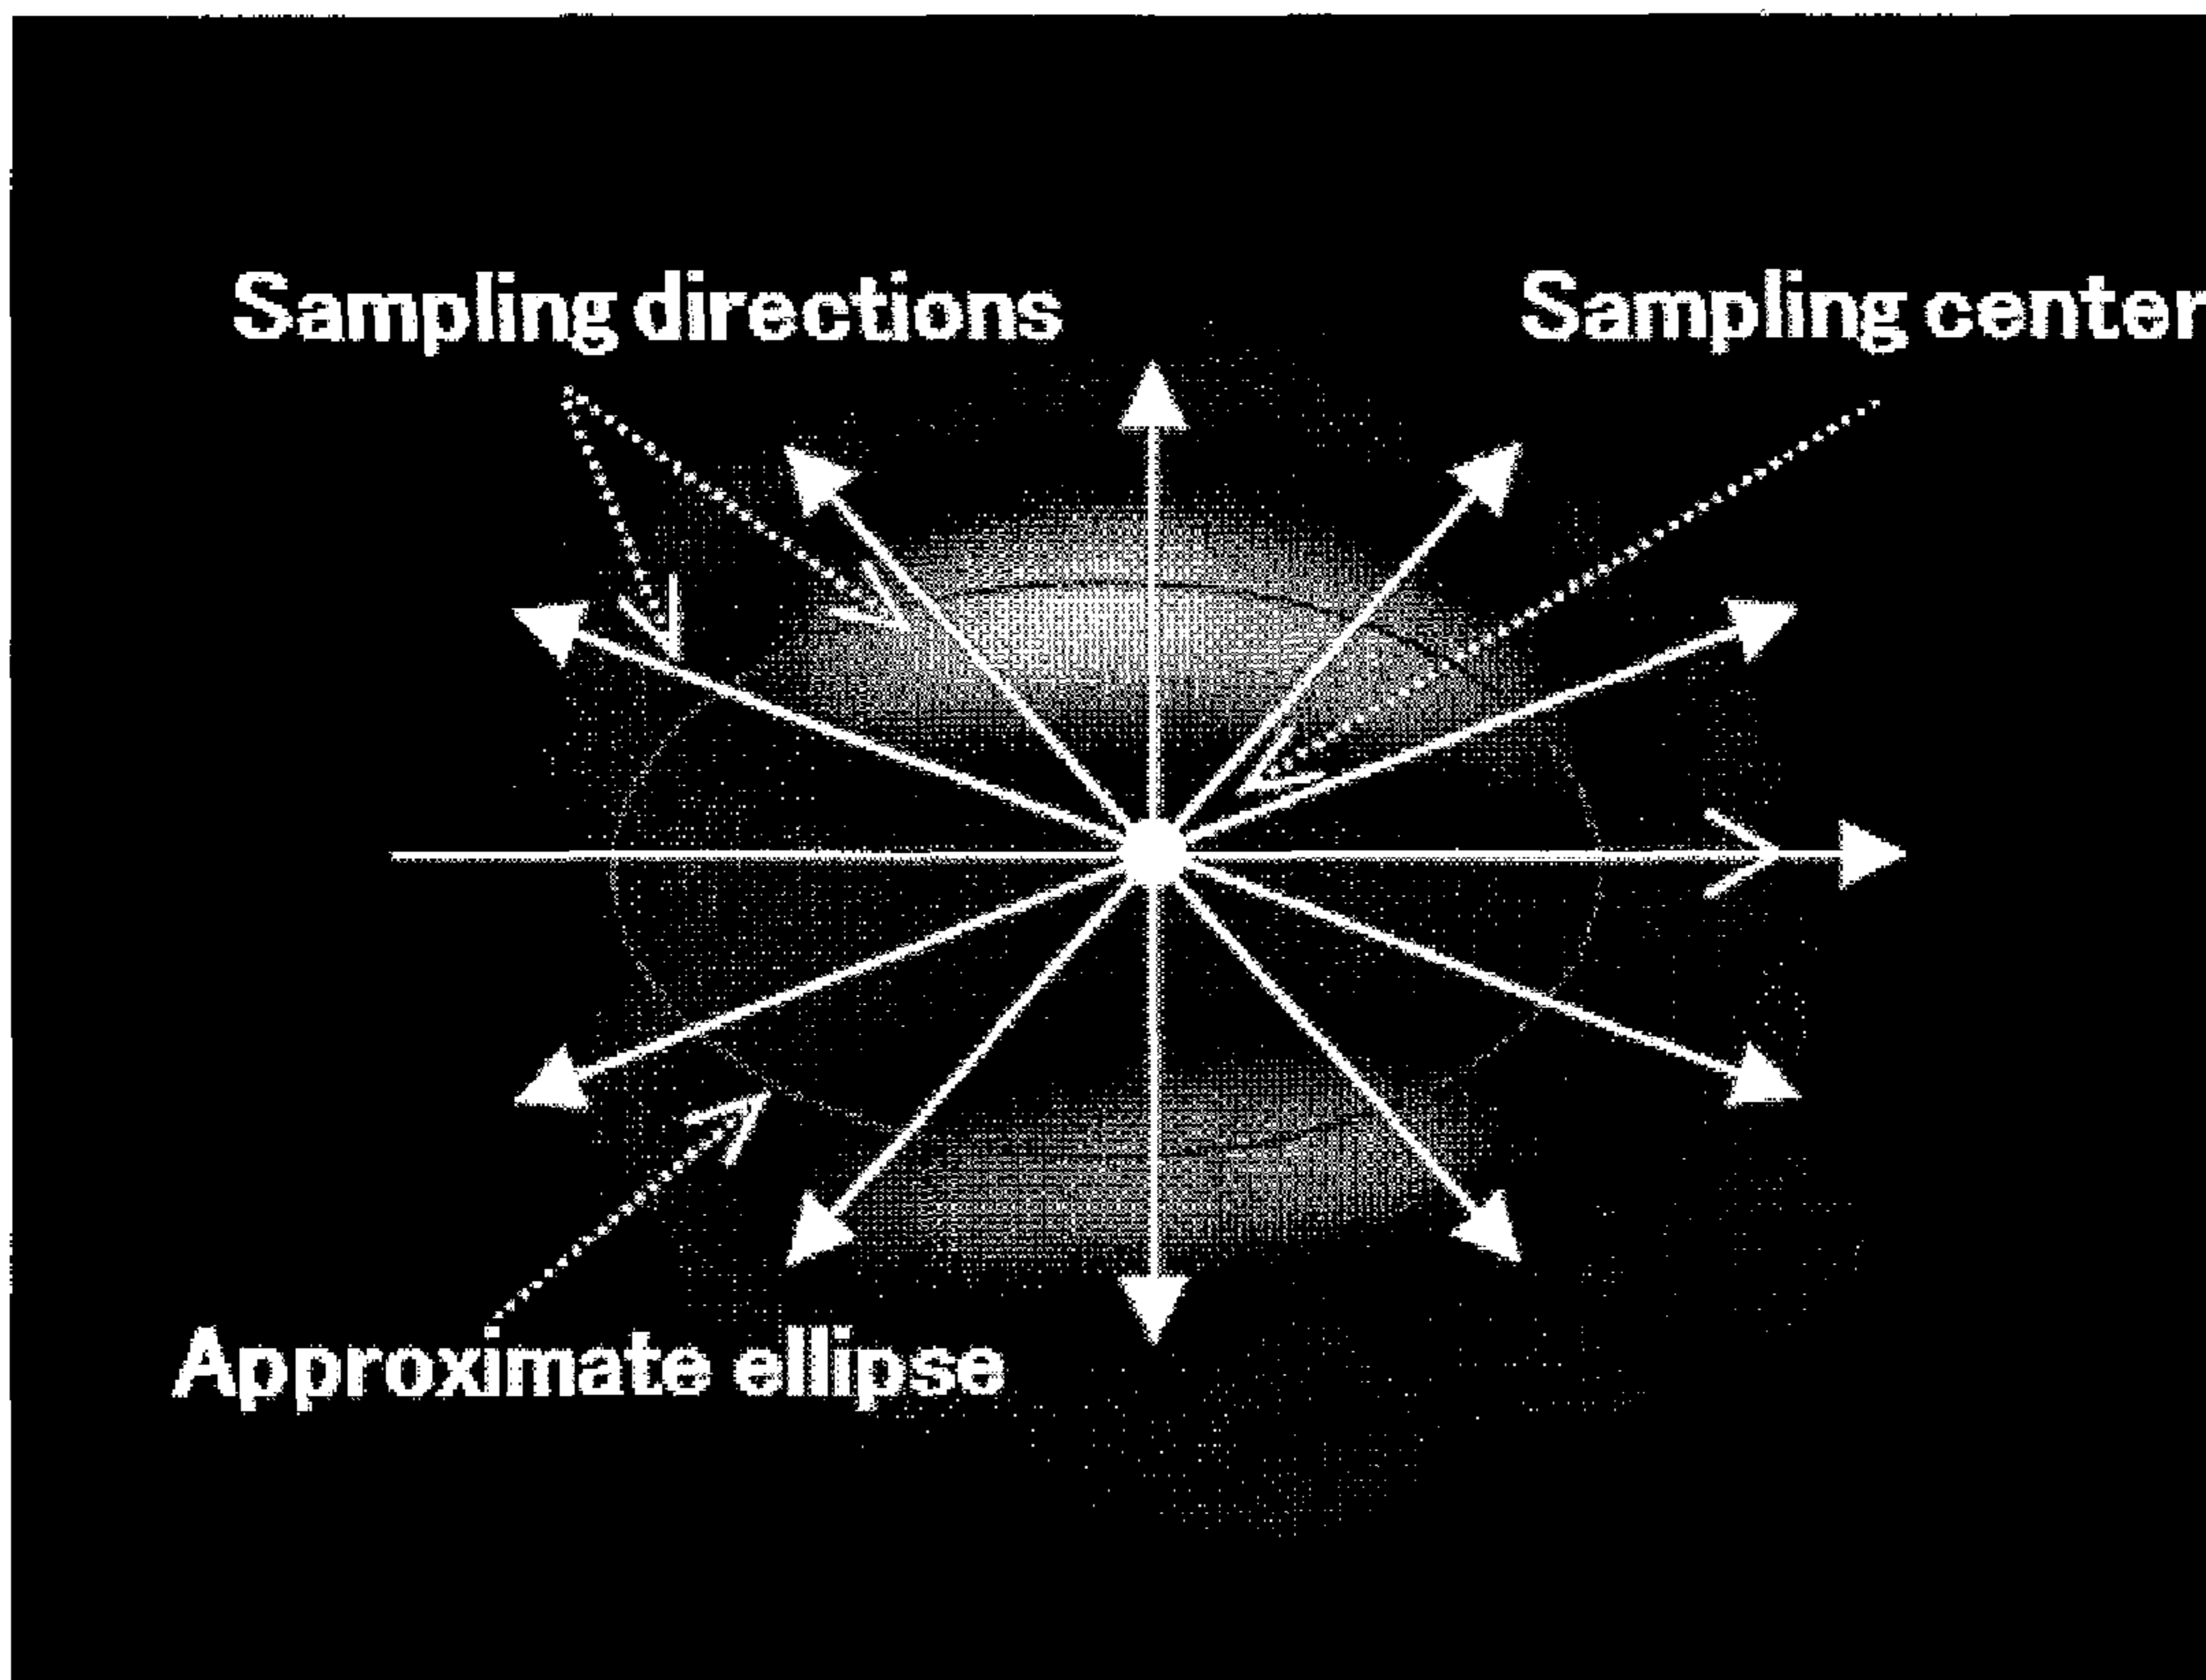 Sampling directions
Sampling center
Approximate ellipse